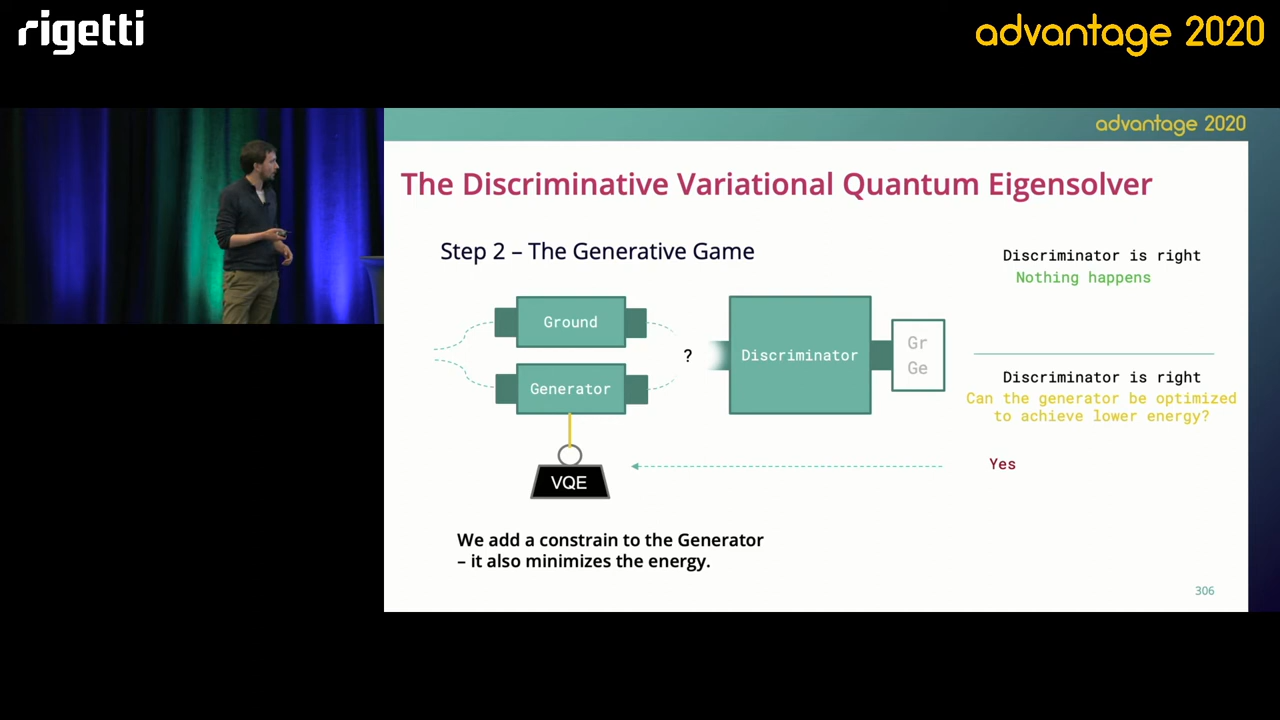 rigetti
advantage 2020
advantage 2020
The Discriminative Variational Quantum Eigensolver
Step 2 – The Generative Game
Ground
Generator
?
Discriminator
Gr
Ge
VQE
Discriminator is right
Nothing happens
Discriminator is right
Can the generator be optimized
to achieve lower energy?
Yes
We add a constrain to the Generator
– it also minimizes the energy.
306